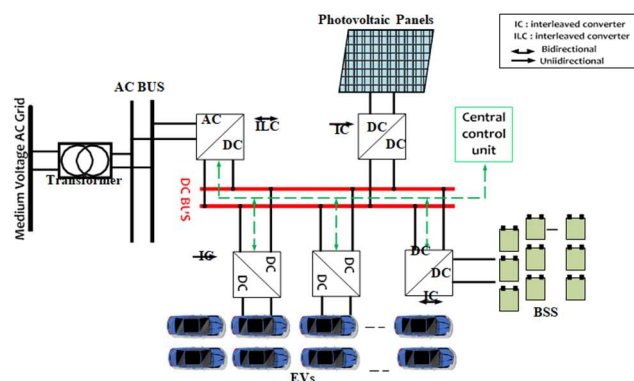 Photovoltaic Panels
IC : interleaved converter
ILC : interleaved converter
Bidirectional
Uniidirectional
AC BUS
AC
DC
ILC
IC
DC
DC
Central
control
unit
Medium Voltage AC Grid
Transformer
DC BUS
IC
DC
DC
DC
DC
DC
DC
IC
BSS
EVs